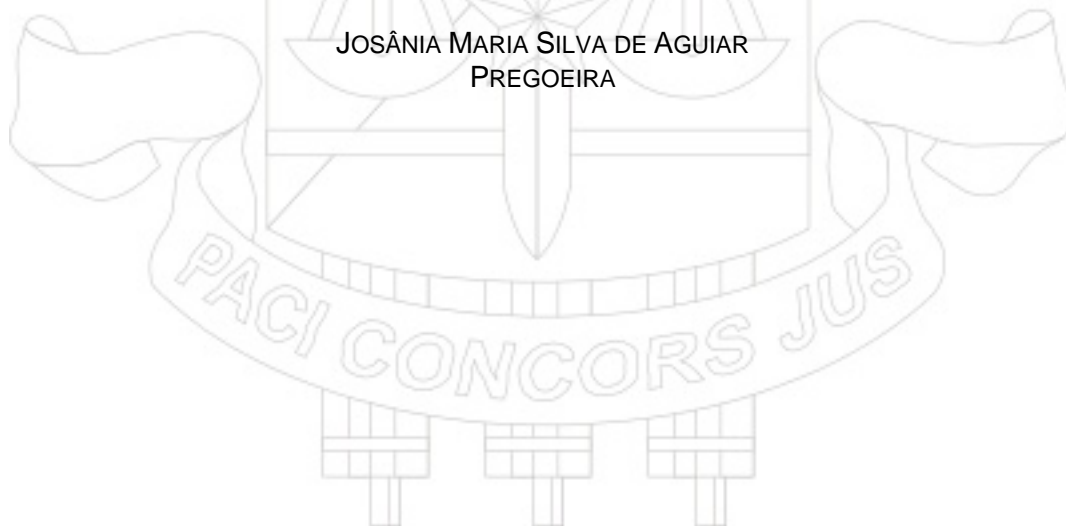 JOSÂNIA MARIA SILVA DE AGUIAR
PREGOEIRA
PACI CONCORS JUS